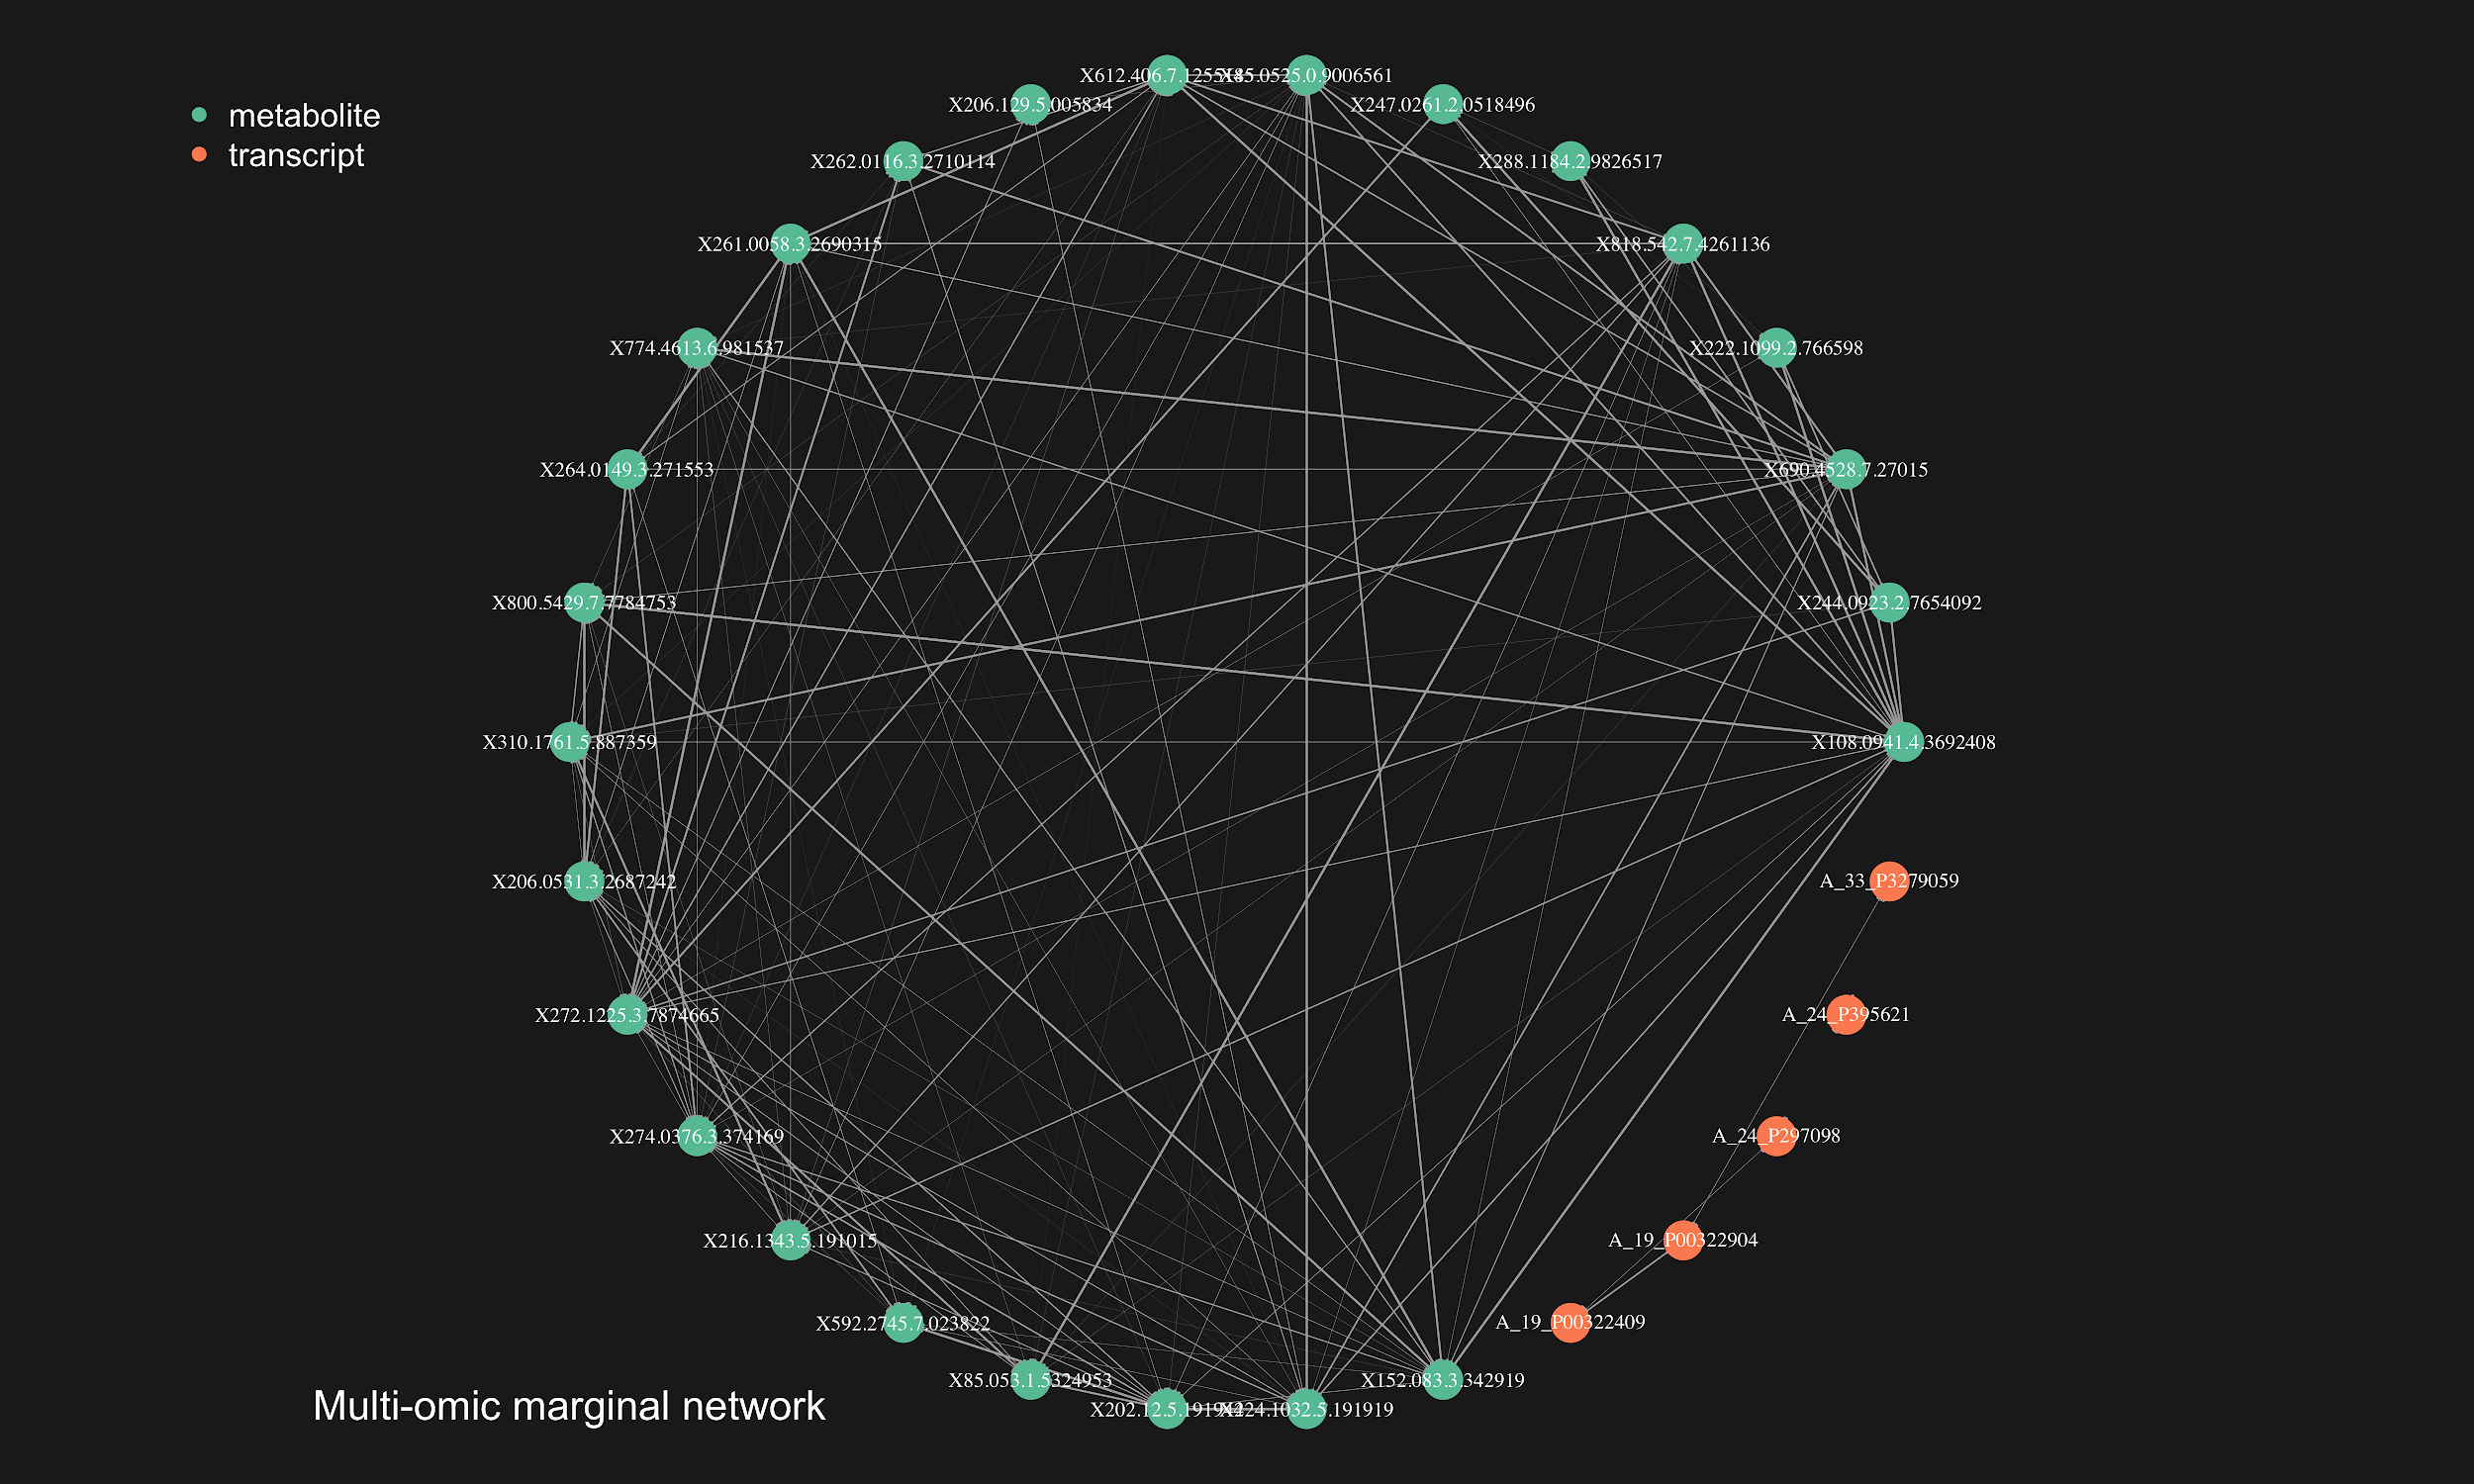 X612.406.7.1255145
X85.0525.0.9006561
X206.129.5.005834
X247.0261.2.0518496
metabolite
transcript
X262.0116.3.2710114
X288.1184.2.9826517
X261.0058.3.2690315
X818.542.7.4261136
X774.4613.6.981537
X222.1099.2.766598
X264.0149.3.271553
X690.4528.7.27015
X800.5429.7.7784753
X244.0923.2.7654092
X310.1761.5.887359
X108.0941.4.3692408
X206.0531.3.2687242
A_33_P3279059
X272.1225.3.7874665
A_24_P395621
X274.0376.3.374169
A_24_P297098
X216.1343.5.191015
A_19_P00322904
X592.2745.7.023822
A_19_P00322409
X85.053.1.5324953
X152.083.3.342919
Multi-omic marginal network